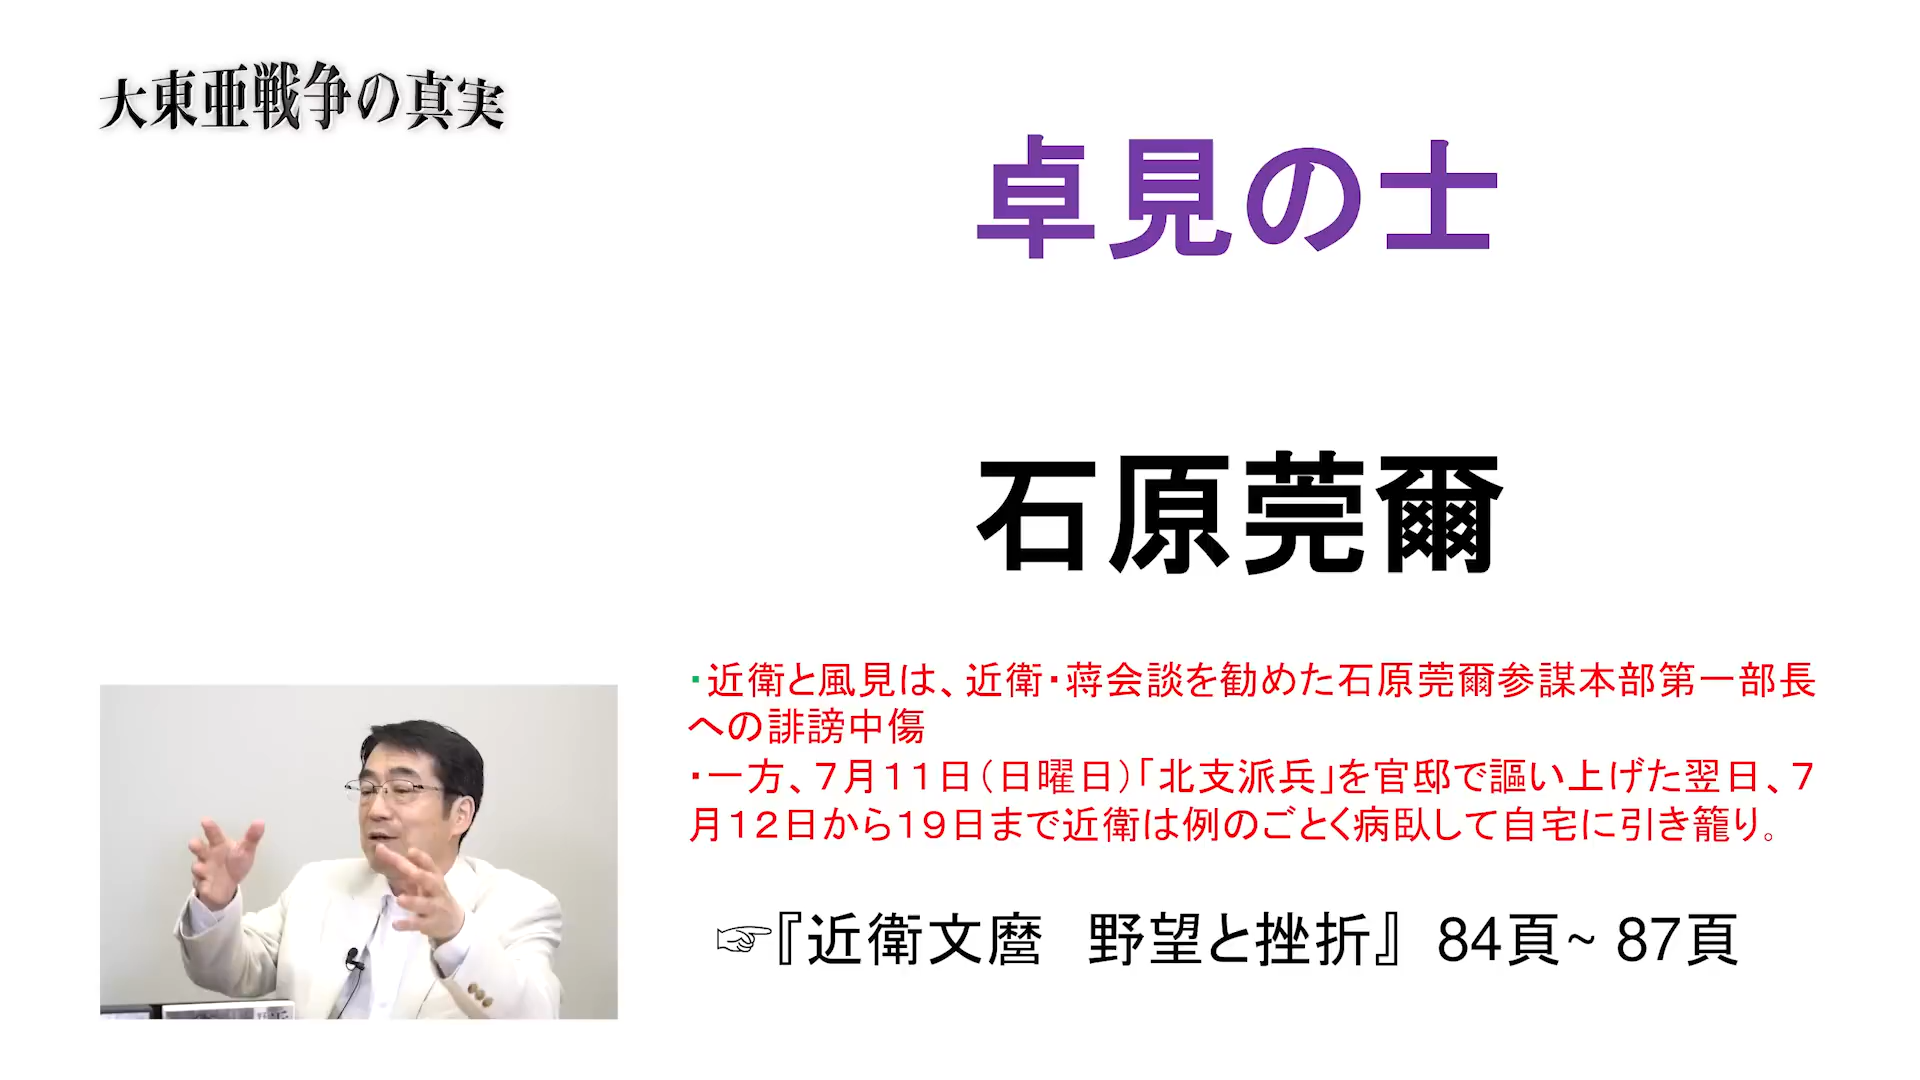 大東亜戦争の真実
卓見の士
石原莞爾
・近衛と風見は、近衛・蒋会談を勧めた石原莞爾参謀本部第一部長
への誹謗中傷
・一方、７月１１日（日曜日）「北支派兵」を官邸で謳い上げた翌日、７
月１２日から１９日まで近衛は例のごとく病臥して自宅に引き籠り。
☞『近衛文麿　野望と挫折』 84頁~ 87頁